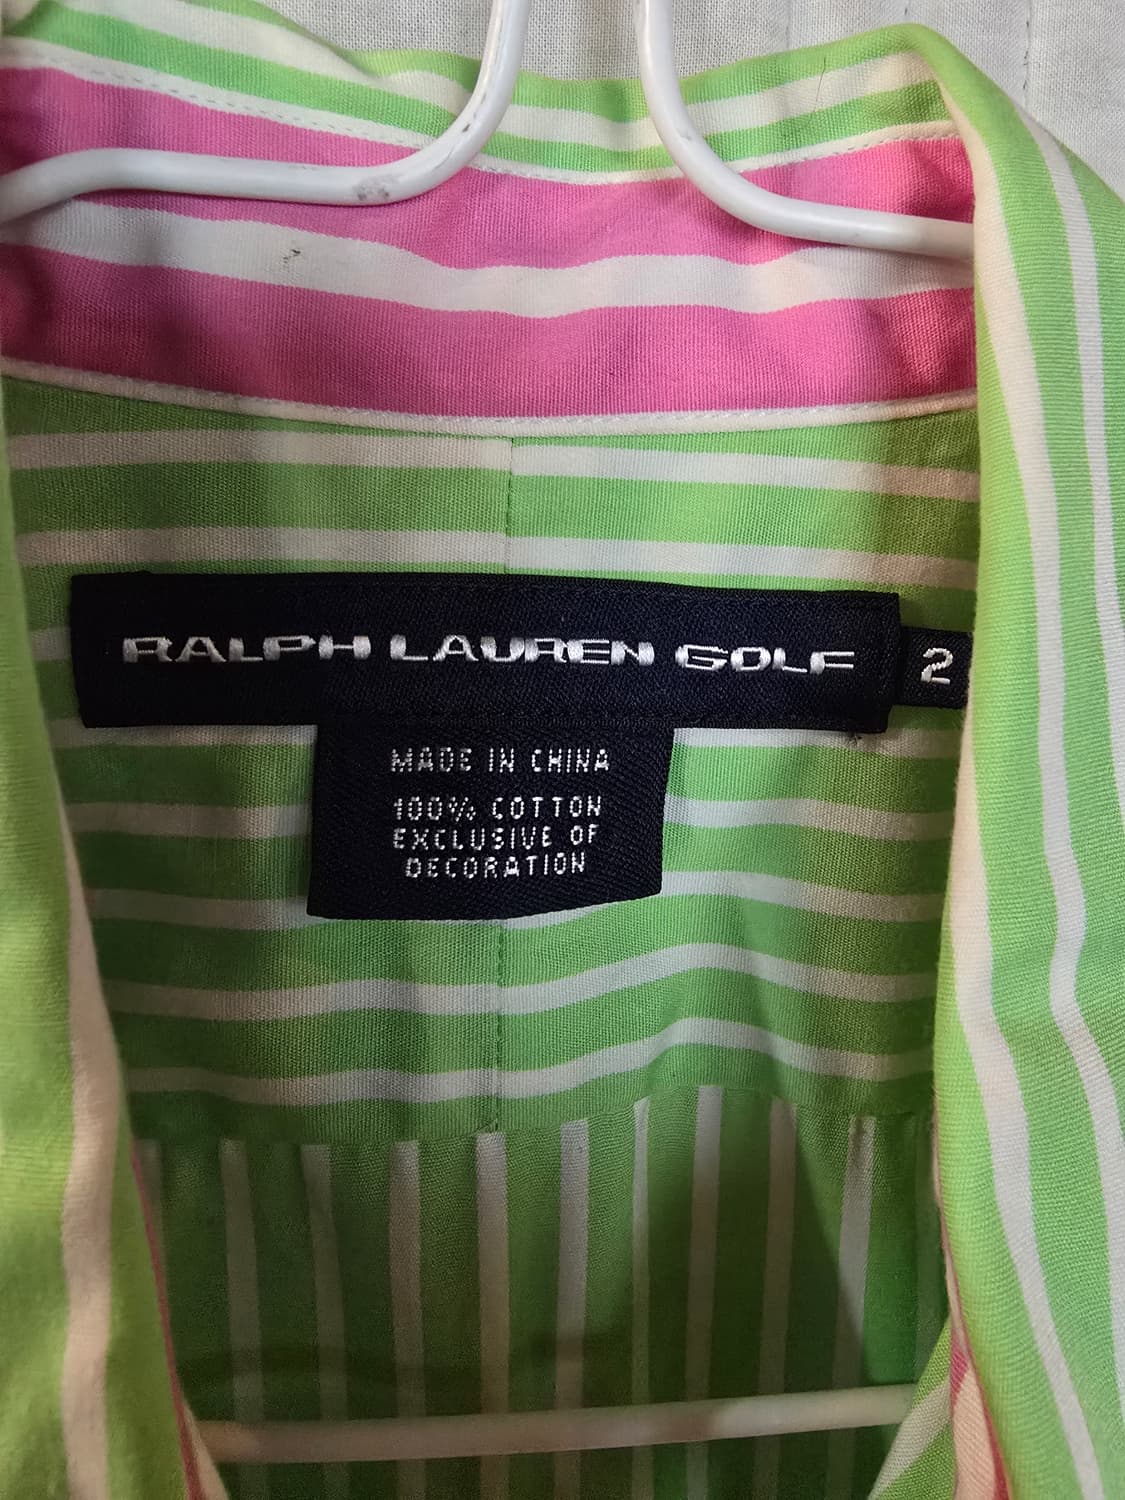 RALPH LAUREN GOLF
2
MADE IN CHINA
100% COTTON
EXCLUSIVE OF
DECORATION